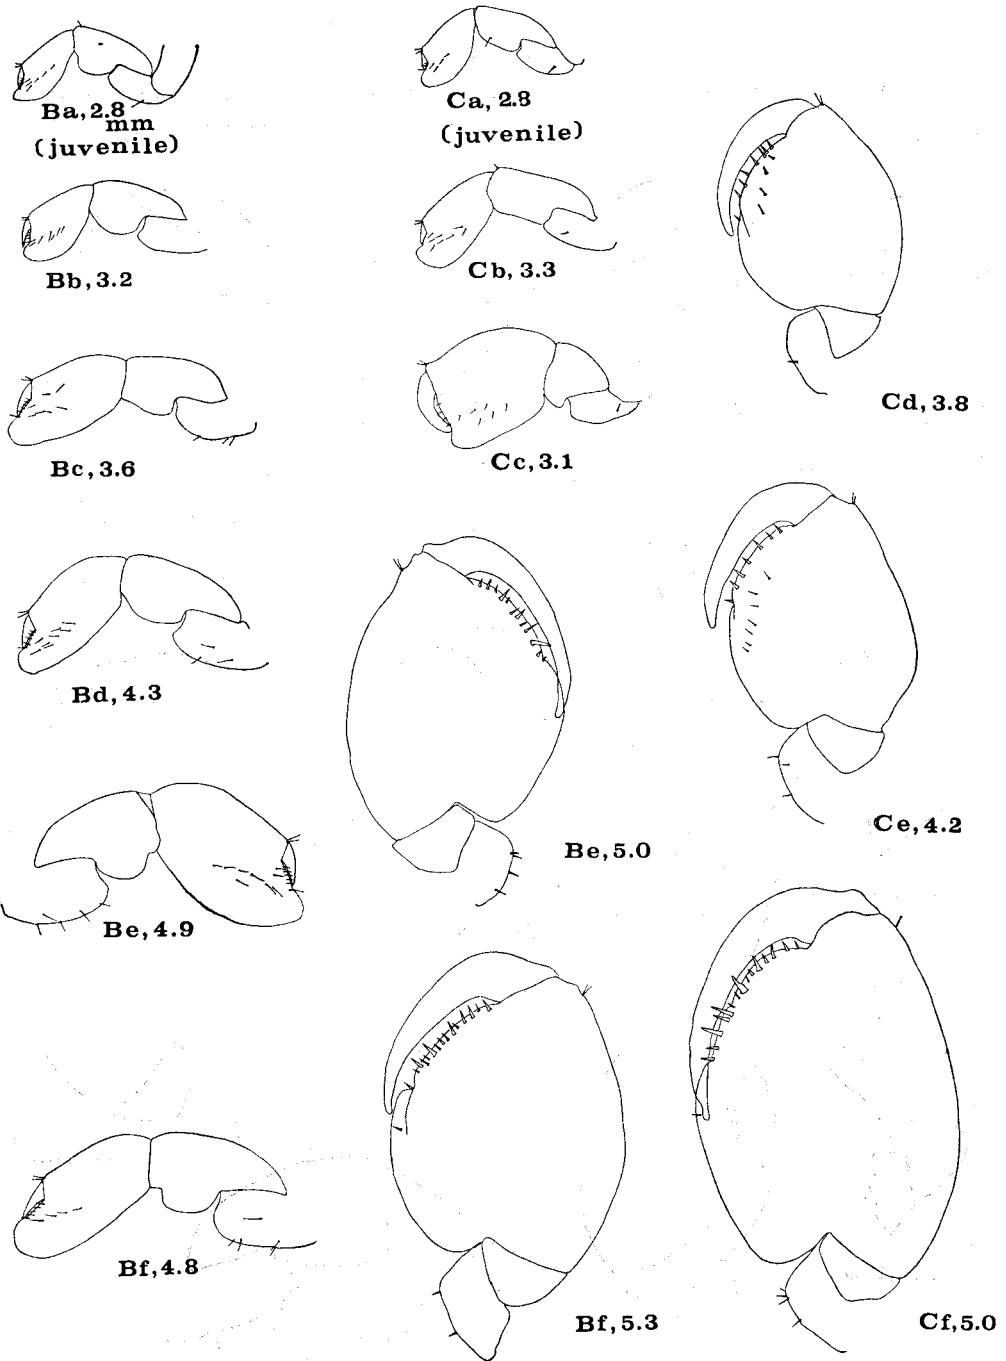 Ba, 2.8
mm
(juvenile)
Ca, 2.8
(juvenile)
Bb, 3.2
Cb, 3.3
Cd, 3.8
Bc, 3.6
Cc, 3.1
Bd, 4.3
Be, 5.0
Ce, 4.2
Be, 4.9
Bf, 4.8
Bf, 5.3
Cf, 5.0